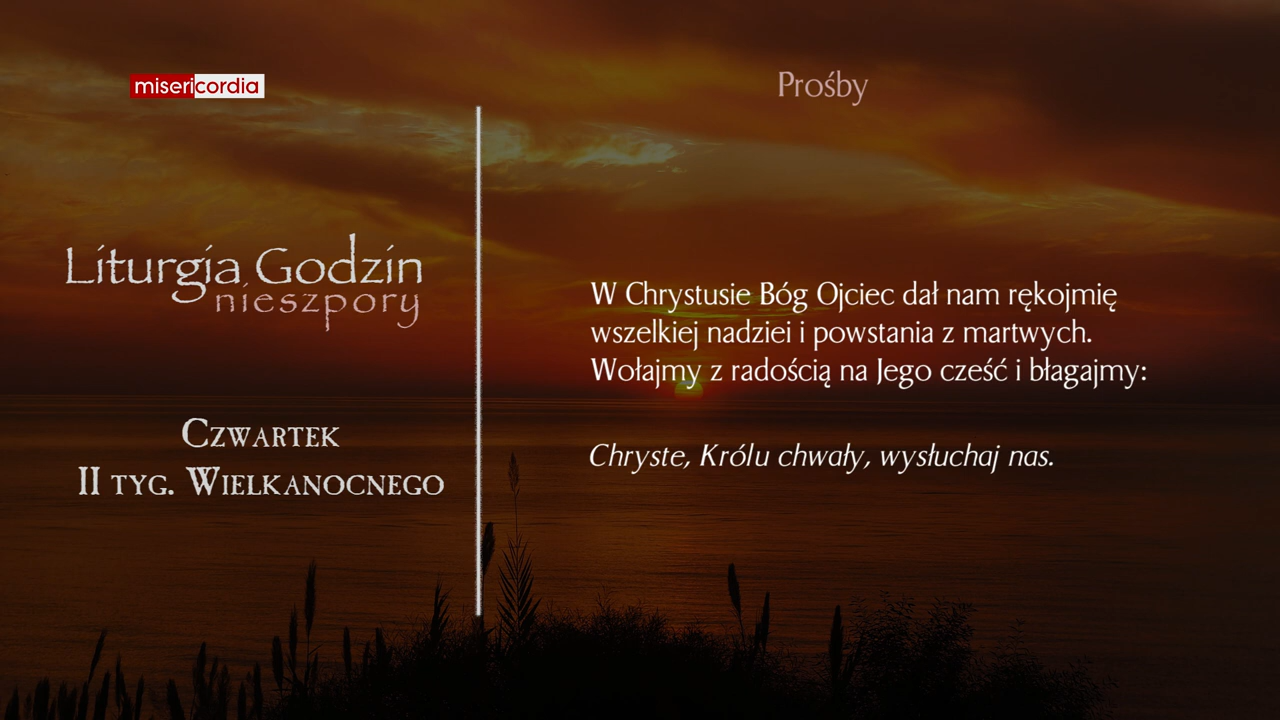 misericordia
Prośby
Liturgia Godzin
nieszpory
Czwartek
II tyg. Wielkanocnego
W Chrystusie Bóg Ojciec dał nam rękojmię
wszelkiej nadziei i powstania z martwych.
Wołajmy z radością na Jego cześć i błagajmy:
Chryste, Królu chwały, wysłuchaj nas.